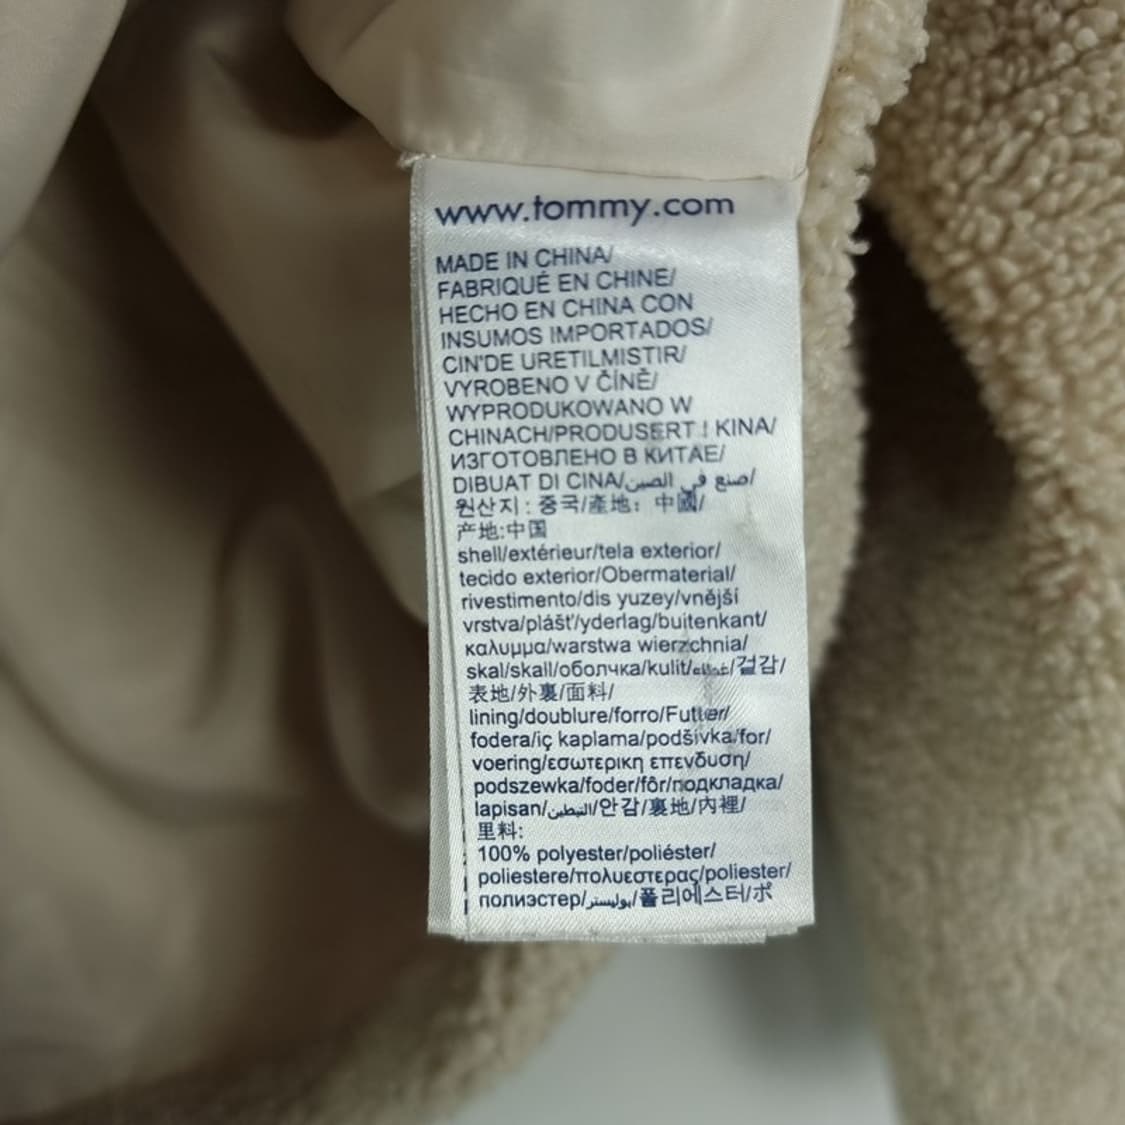 www.tommy.com
MADE IN CHINA/
FABRIQUÉ EN CHINE/
HECHO EN CHINA CON
INSUMOS IMPORTADOS/
CIN'DE URETILMISTIR/
VYROBENO V ČÍNĚ/
WYPRODUKOWANO W
CHINACH/PRODUSERT I KINA/
ИЗГОТОВЛЕНО В КИТАЕ/
DIBUAT DI CINA/صنع في الصين/
원산지 : 중국/產地：中國/
产地:中国
shell/extérieur/tela exterior/
tecido exterior/Obermaterial/
rivestimento/dis yuzey/vnější
vrstva/plášť/yderlag/buitenkant/
καλυμμα/warstwa wierzchnia/
skal/skall/оболчка/kulit/겉감/
表地/外裏/面料/
lining/doublure/forro/Futter/
fodera/iç kaplama/podšívka/for/
voering/εσωτερικη επενδυση/
podszewka/foder/fôr/подкладка/
lapisan/التبطين/안감/裏地/內裡/
里料:
100% polyester/poliéster/
poliestere/πολυεστερας/poliester/
полиэстер/بوليستر/폴리에스터/ポ